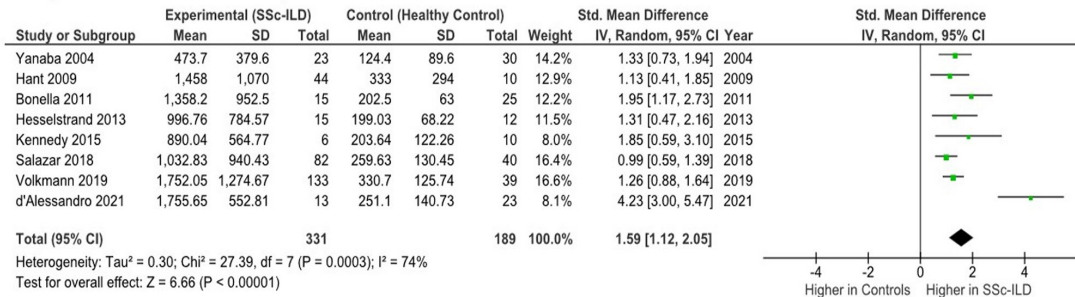 Experimental (SSc-ILD) Control (Healthy Control) Std. Mean Difference Std. Mean Difference
Study or Subgroup Mean SD Total Mean SD Total Weight IV, Random, 95% CI Year IV, Random, 95% CI
Yanaba 2004 473.7 379.6 23 124.4 89.6 30 14.2% 1.33 [0.73, 1.94] 2004
Hant 2009 1,458 1,070 44 333 294 10 13.1% 1.13 [0.41, 1.85] 2009
Bonella 2011 1,358.2 952.5 15 202.5 63 25 12.2% 1.95 [1.17, 2.73] 2011
Hesselstrand 2013 996.76 784.57 15 199.03 68.22 12 11.5% 1.31 [0.47, 2.16] 2013
Kennedy 2015 890.04 564.77 6 203.64 122.26 10 7.8% 1.85 [0.59, 3.10] 2015
Salazar 2018 1,032.83 940.43 82 259.63 130.45 40 16.4% 0.99 [0.59, 1.39] 2018
Volkmann 2019 1,752.05 1,274.67 133 330.7 125.74 39 16.6% 1.26 [0.88, 1.64] 2019
d'Alessandro 2021 1,755.65 552.81 13 251.1 140.73 23 8.1% 4.23 [3.00, 5.47] 2021
Total (95% CI) 331 189 100.0% 1.59 [1.12, 2.05]
Heterogeneity: Tau² = 0.30; Chi² = 27.39, df = 7 (P = 0.0003); I² = 74%
Test for overall effect: Z = 6.66 (P < 0.00001)
-4 -2 0 2 4
Higher in Controls Higher in SSc-ILD